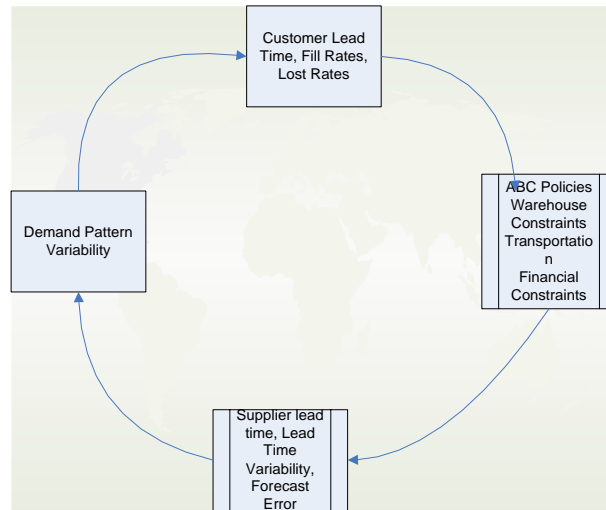 Customer Lead
Time, Fill Rates,
Lost Rates
ABC Policies
Warehouse
Constraints
Transportatio
n
Financial
Constraints
Demand Pattern
Variability
Supplier lead
time, Lead
Time
Variability,
Forecast
Error